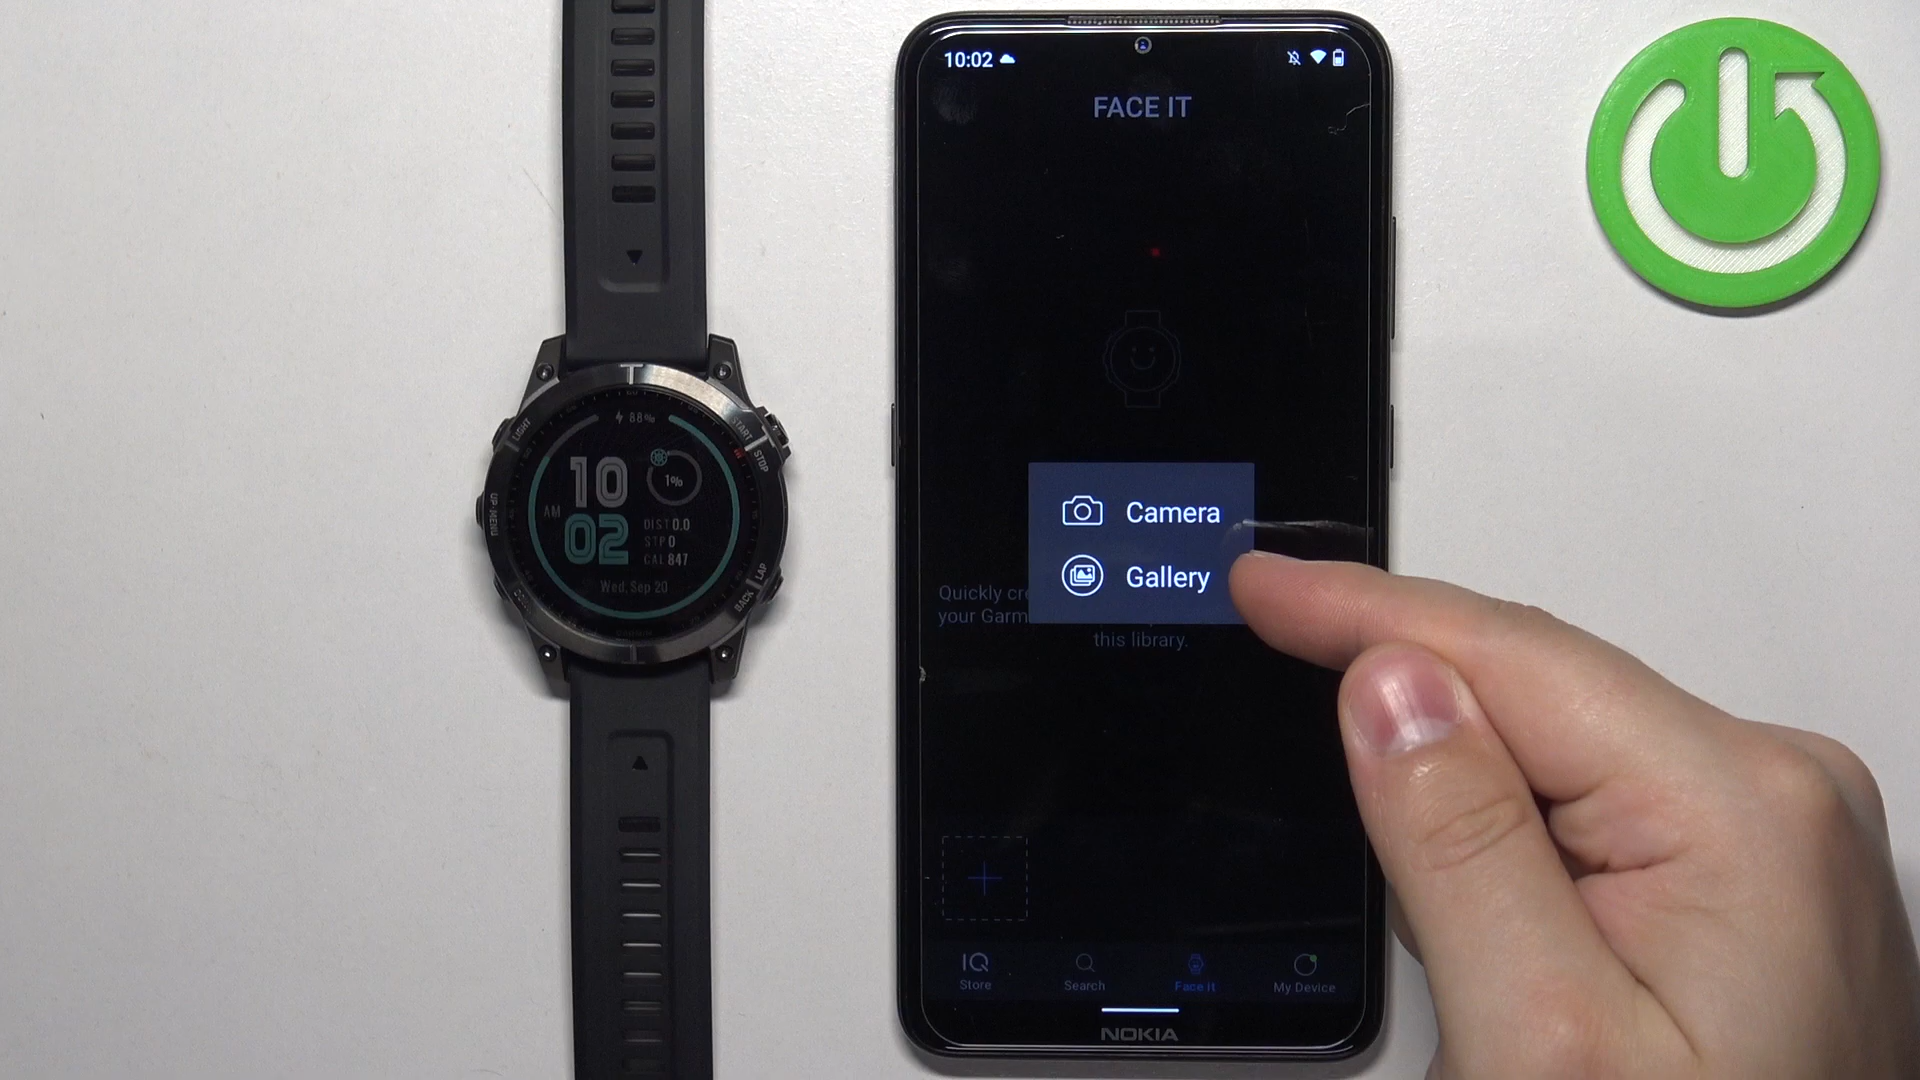 LIGHT
START
STOP
UP·MENU
LAP
BACK
88%
10
AM
02
1%
DIST 0.0
STP 0
CAL 847
Wed, Sep 20
10:02
FACE IT
Camera
Gallery
Quickly cre
your Garm
this library.
IQ
Store
Search
Face It
My Device
NOKIA